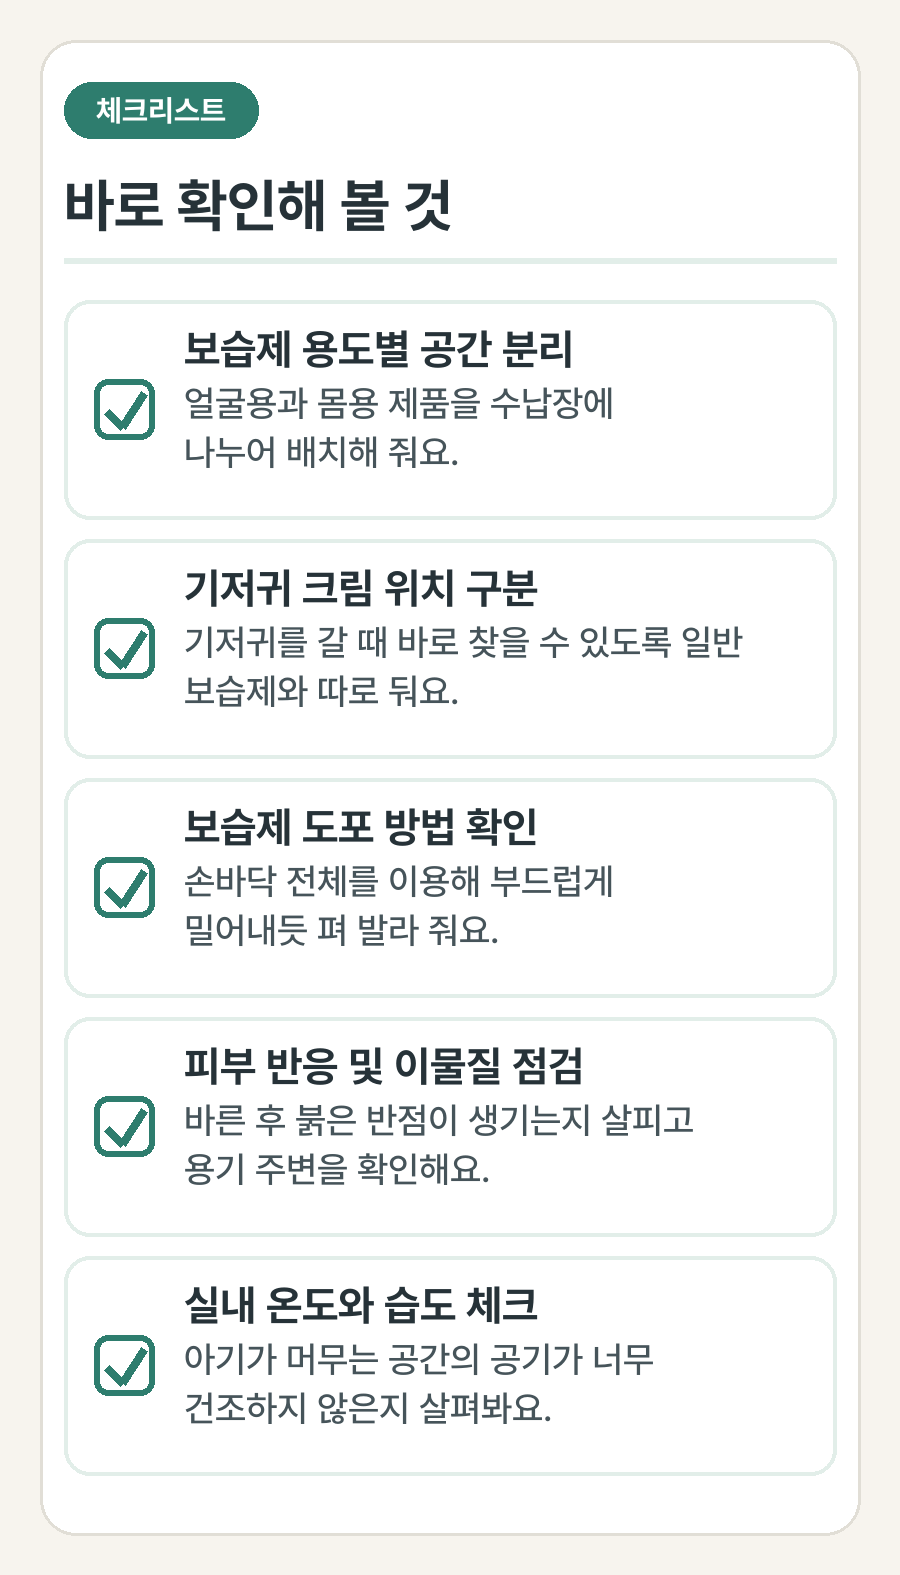 체크리스트
바로 확인해 볼 것
보습제 용도별 공간 분리
얼굴용과 몸용 제품을 수납장에
나누어 배치해 줘요.
기저귀 크림 위치 구분
기저귀를 갈 때 바로 찾을 수 있도록 일반
보습제와 따로 둬요.
보습제 도포 방법 확인
손바닥 전체를 이용해 부드럽게
밀어내듯 펴 발라 줘요.
피부 반응 및 이물질 점검
바른 후 붉은 반점이 생기는지 살피고
용기 주변을 확인해요.
실내 온도와 습도 체크
아기가 머무는 공간의 공기가 너무
건조하지 않은지 살펴봐요.